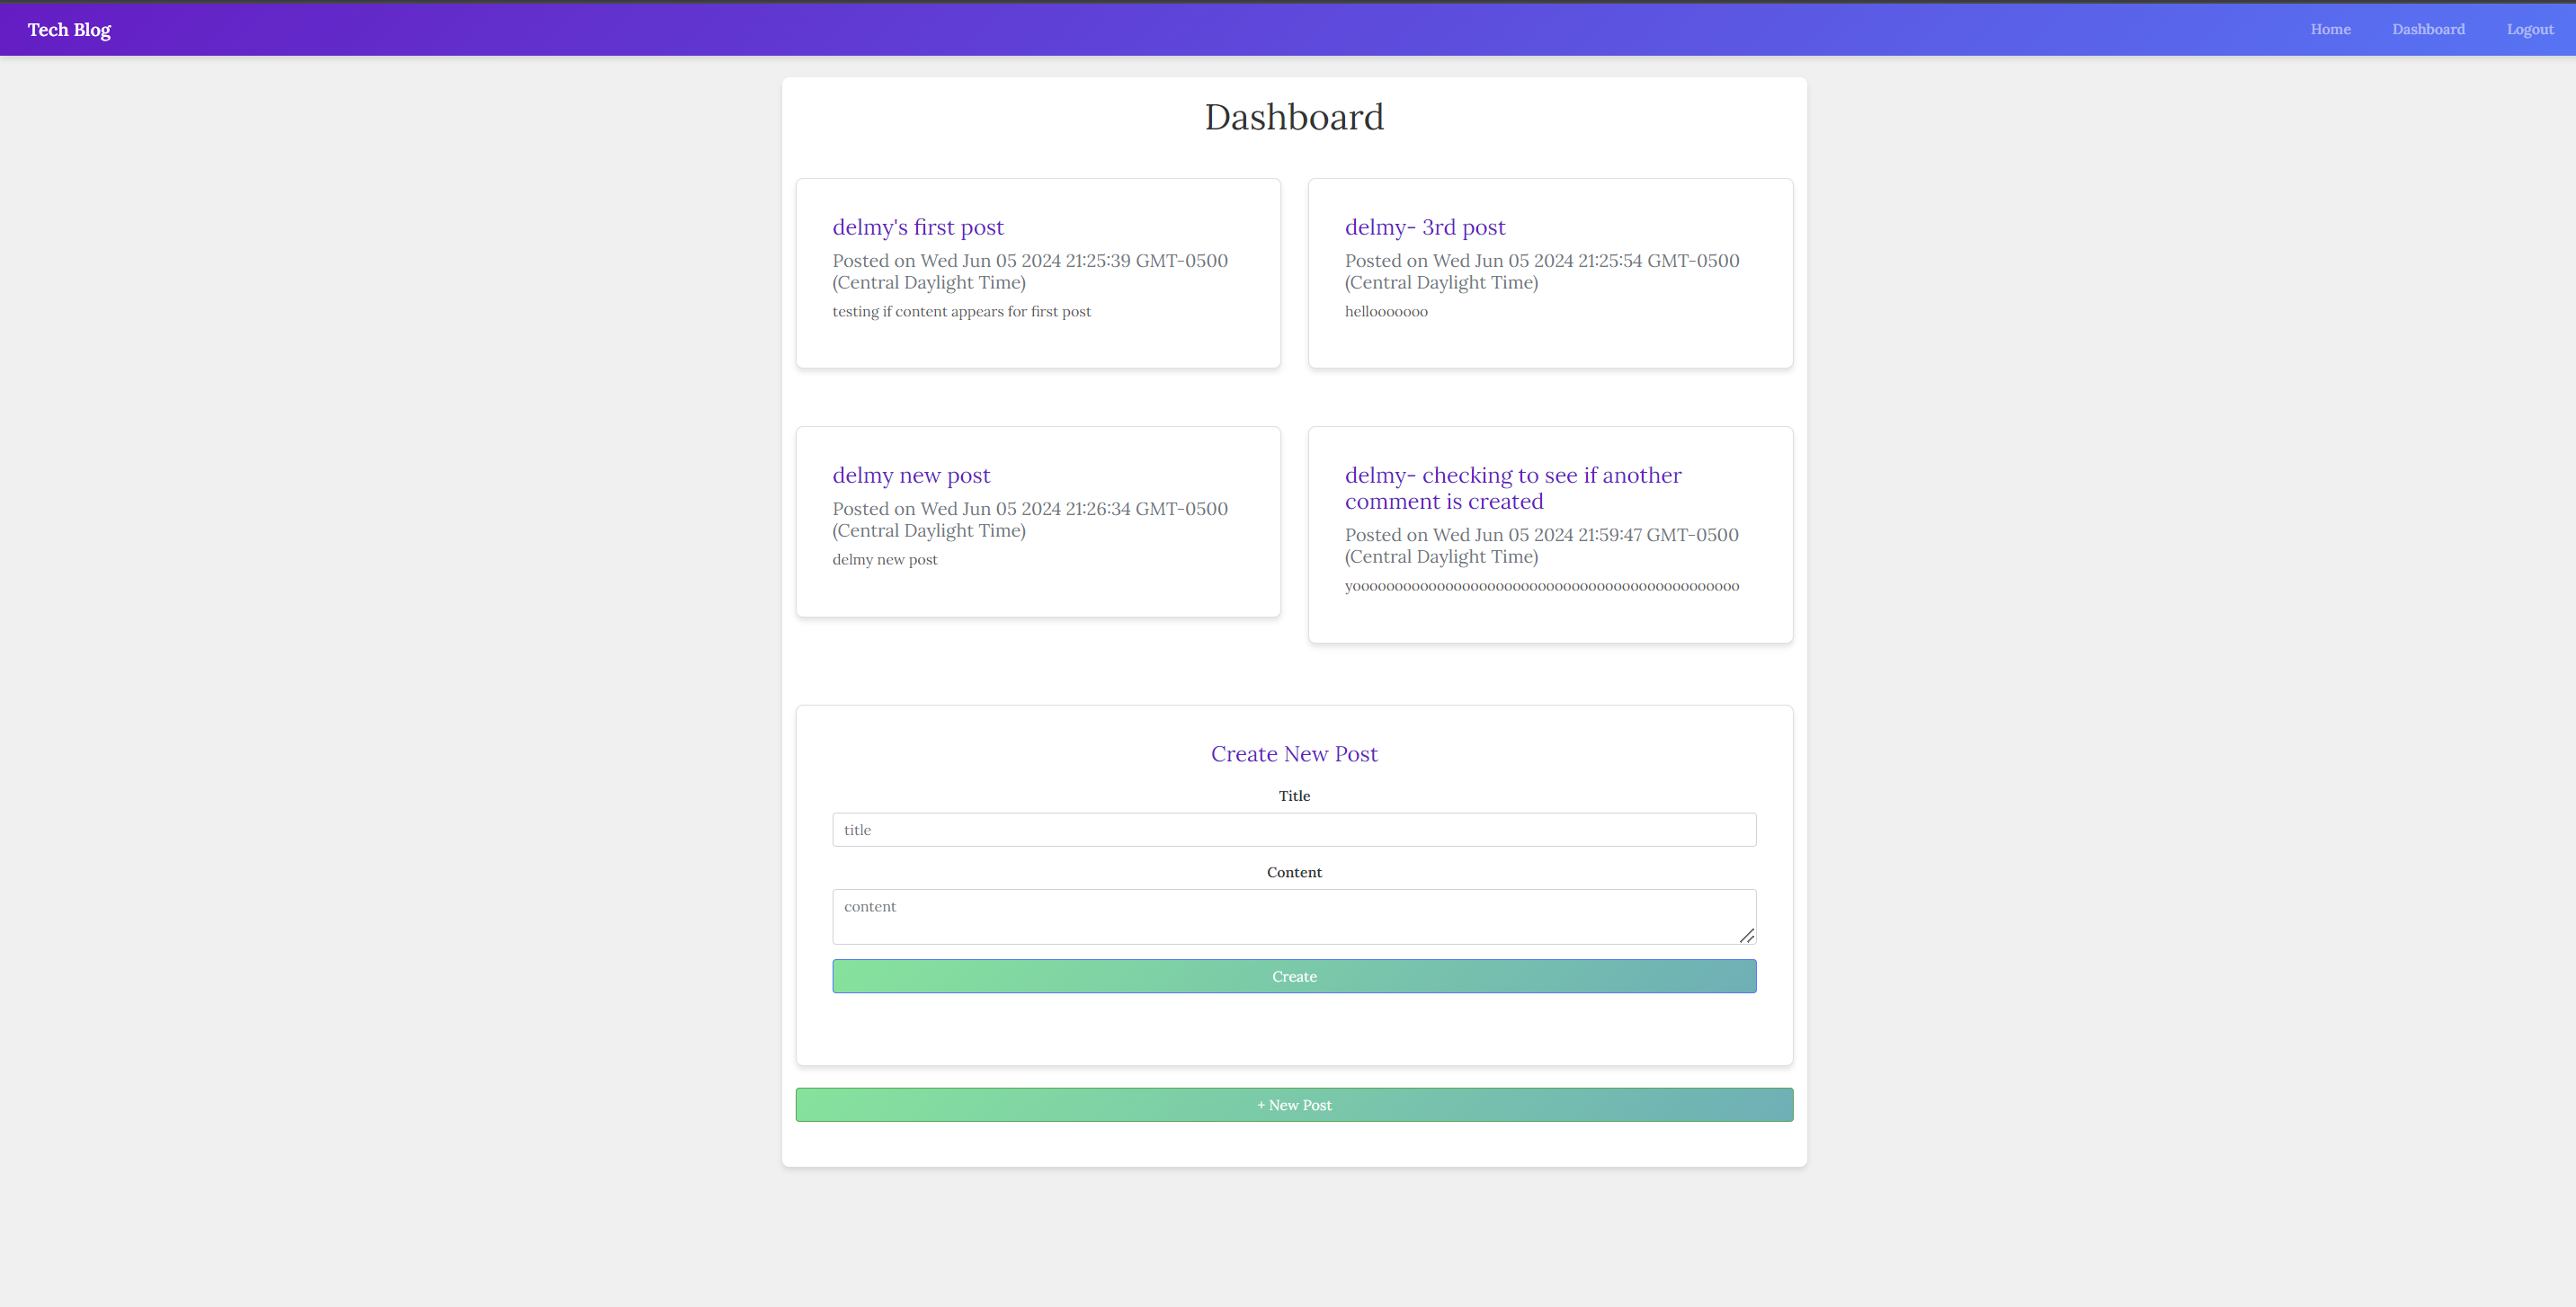 Tech Blog
Home
Dashboard
Logout
Dashboard
delmy's first post
Posted on Wed Jun 05 2024 21:25:39 GMT-0500
(Central Daylight Time)
testing if content appears for first post
delmy- 3rd post
Posted on Wed Jun 05 2024 21:25:54 GMT-0500
(Central Daylight Time)
hellooooooo
delmy new post
Posted on Wed Jun 05 2024 21:26:34 GMT-0500
(Central Daylight Time)
delmy new post
delmy- checking to see if another
comment is created
Posted on Wed Jun 05 2024 21:59:47 GMT-0500
(Central Daylight Time)
yoooooooooooooooooooooooooooooooooooooooooooooo
Create New Post
Title
title
Content
content
Create
+ New Post